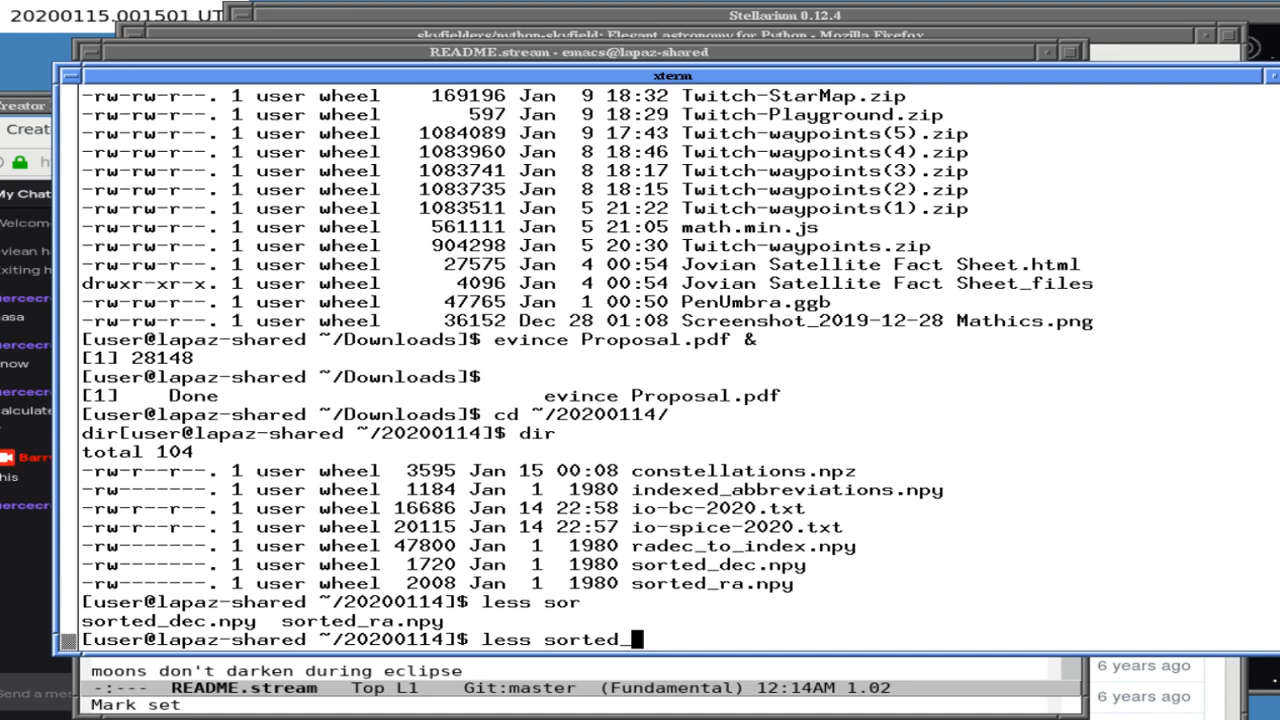 20200115.001501 UT
Stellarium 0.12.4
skyfielders/python-skyfield: Elegant astronomy for Python - Mozilla Firefox
README.stream - emacs@lapaz-shared
xterm
-rw-rw-r--. 1 user wheel 169196 Jan 9 18:32 Twitch-StarMap.zip
-rw-rw-r--. 1 user wheel 597 Jan 9 18:29 Twitch-Playground.zip
-rw-rw-r--. 1 user wheel 1084089 Jan 9 17:43 Twitch-waypoints(5).zip
-rw-rw-r--. 1 user wheel 1083960 Jan 8 18:46 Twitch-waypoints(4).zip
-rw-rw-r--. 1 user wheel 1083741 Jan 8 18:17 Twitch-waypoints(3).zip
-rw-rw-r--. 1 user wheel 1083735 Jan 8 18:15 Twitch-waypoints(2).zip
-rw-rw-r--. 1 user wheel 1083511 Jan 5 21:22 Twitch-waypoints(1).zip
-rw-rw-r--. 1 user wheel 561111 Jan 5 21:05 math.min.js
-rw-rw-r--. 1 user wheel 904298 Jan 5 20:30 Twitch-waypoints.zip
-rw-rw-r--. 1 user wheel 27575 Jan 4 00:54 Jovian Satellite Fact Sheet.html
drwxr-xr-x. 1 user wheel 4096 Jan 4 00:54 Jovian Satellite Fact Sheet_files
-rw-rw-r--. 1 user wheel 47765 Jan 1 00:50 PenUmbra.ggb
-rw-rw-r--. 1 user wheel 36152 Dec 28 01:08 Screenshot_2019-12-28 Mathics.png
[user@lapaz-shared ~/Downloads]$ evince Proposal.pdf &
[1] 28148
[user@lapaz-shared ~/Downloads]$
[1] Done evince Proposal.pdf
[user@lapaz-shared ~/Downloads]$ cd ~/20200114/
dir[user@lapaz-shared ~/20200114]$ dir
total 104
-rw-r--r--. 1 user wheel 3595 Jan 15 00:08 constellations.npz
-rw-------. 1 user wheel 1184 Jan 1 1980 indexed_abbreviations.npy
-rw-r--r--. 1 user wheel 16686 Jan 14 22:58 io-bc-2020.txt
-rw-r--r--. 1 user wheel 20115 Jan 14 22:57 io-spice-2020.txt
-rw-------. 1 user wheel 47800 Jan 1 1980 radec_to_index.npy
-rw-------. 1 user wheel 1720 Jan 1 1980 sorted_dec.npy
-rw-------. 1 user wheel 2008 Jan 1 1980 sorted_ra.npy
[user@lapaz-shared ~/20200114]$ less sor
sorted_dec.npy sorted_ra.npy
[user@lapaz-shared ~/20200114]$ less sorted_
moons don't darken during eclipse
-:--- README.stream Top L1 Git:master (Fundamental) 12:14AM 1.02
Mark set
Creator
Creat
My Chat
Welcom
Exiting h
now
calculate
Barr
his
Send a mes
6 years ago
6 years ago